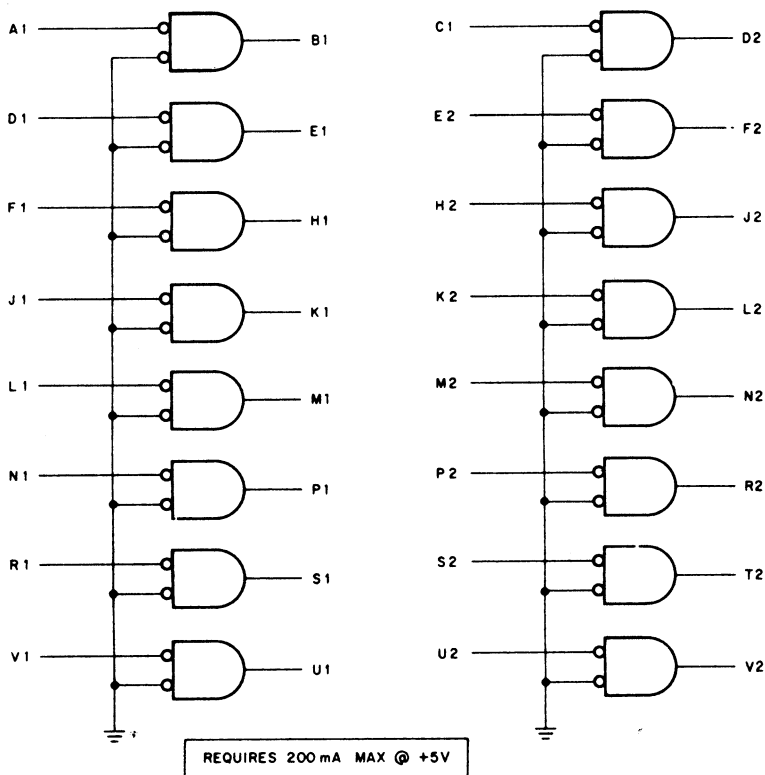 A1
B1
D1
E1
F1
H1
J1
K1
L1
M1
N1
P1
R1
S1
V1
U1
C1
D2
E2
F2
H2
J2
K2
L2
M2
N2
P2
R2
S2
T2
U2
V2
REQUIRES 200 mA MAX @ +5V